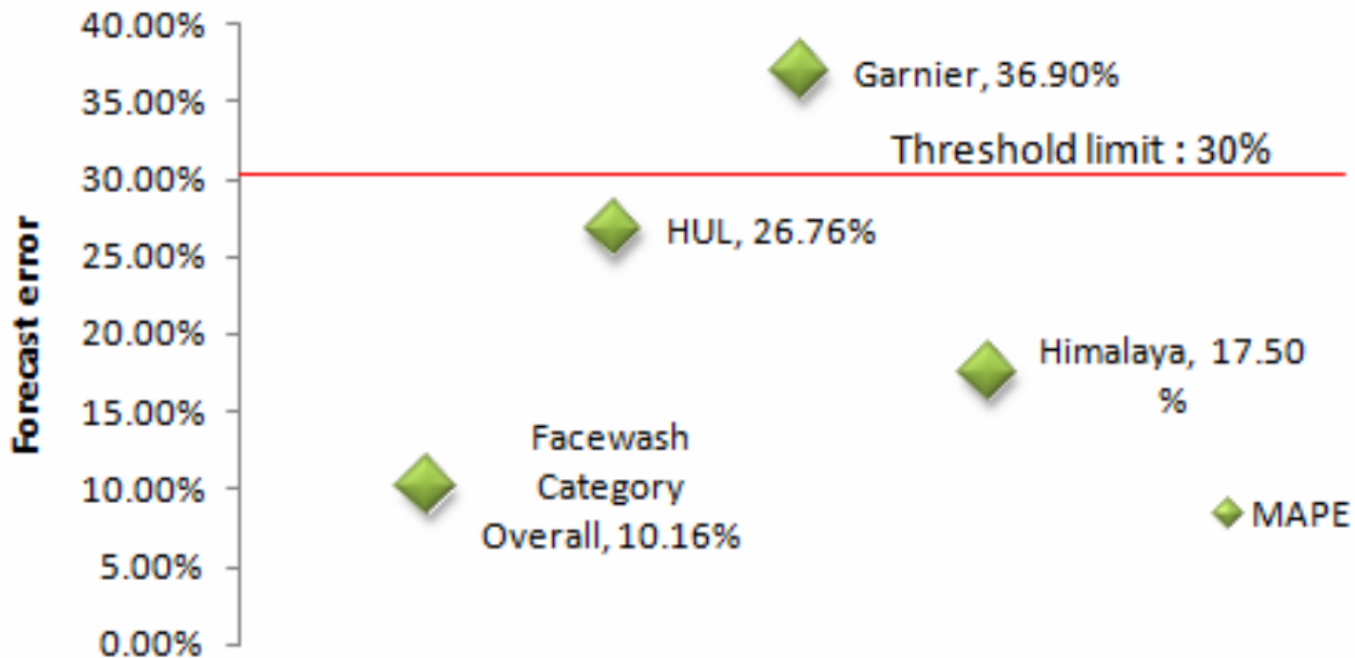 40.00%
35.00%
30.00%
25.00%
20.00%
15.00%
10.00%
5.00%
0.00%
Forecast error
Garnier, 36.90%
Threshold limit : 30%
HUL, 26.76%
Himalaya, 17.50
%
Facewash
Category
Overall, 10.16%
MAPE